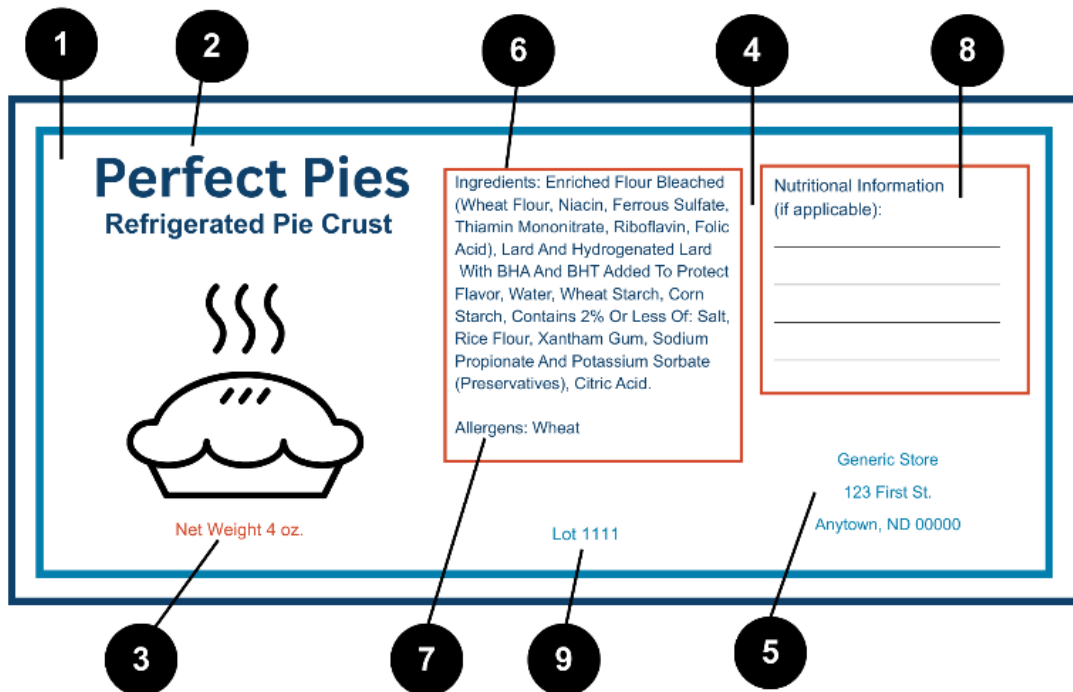 1
2
6
4
8
Perfect Pies
Refrigerated Pie Crust
Ingredients: Enriched Flour Bleached
(Wheat Flour, Niacin, Ferrous Sulfate,
Thiamin Mononitrate, Riboflavin, Folic
Acid), Lard And Hydrogenated Lard
With BHA And BHT Added To Protect
Flavor, Water, Wheat Starch, Corn
Starch, Contains 2% Or Less Of: Salt,
Rice Flour, Xantham Gum, Sodium
Propionate And Potassium Sorbate
(Preservatives), Citric Acid.
Allergens: Wheat
Nutritional Information
(if applicable):
Generic Store
123 First St.
Anytown, ND 00000
Net Weight 4 oz.
Lot 1111
3
7
9
5